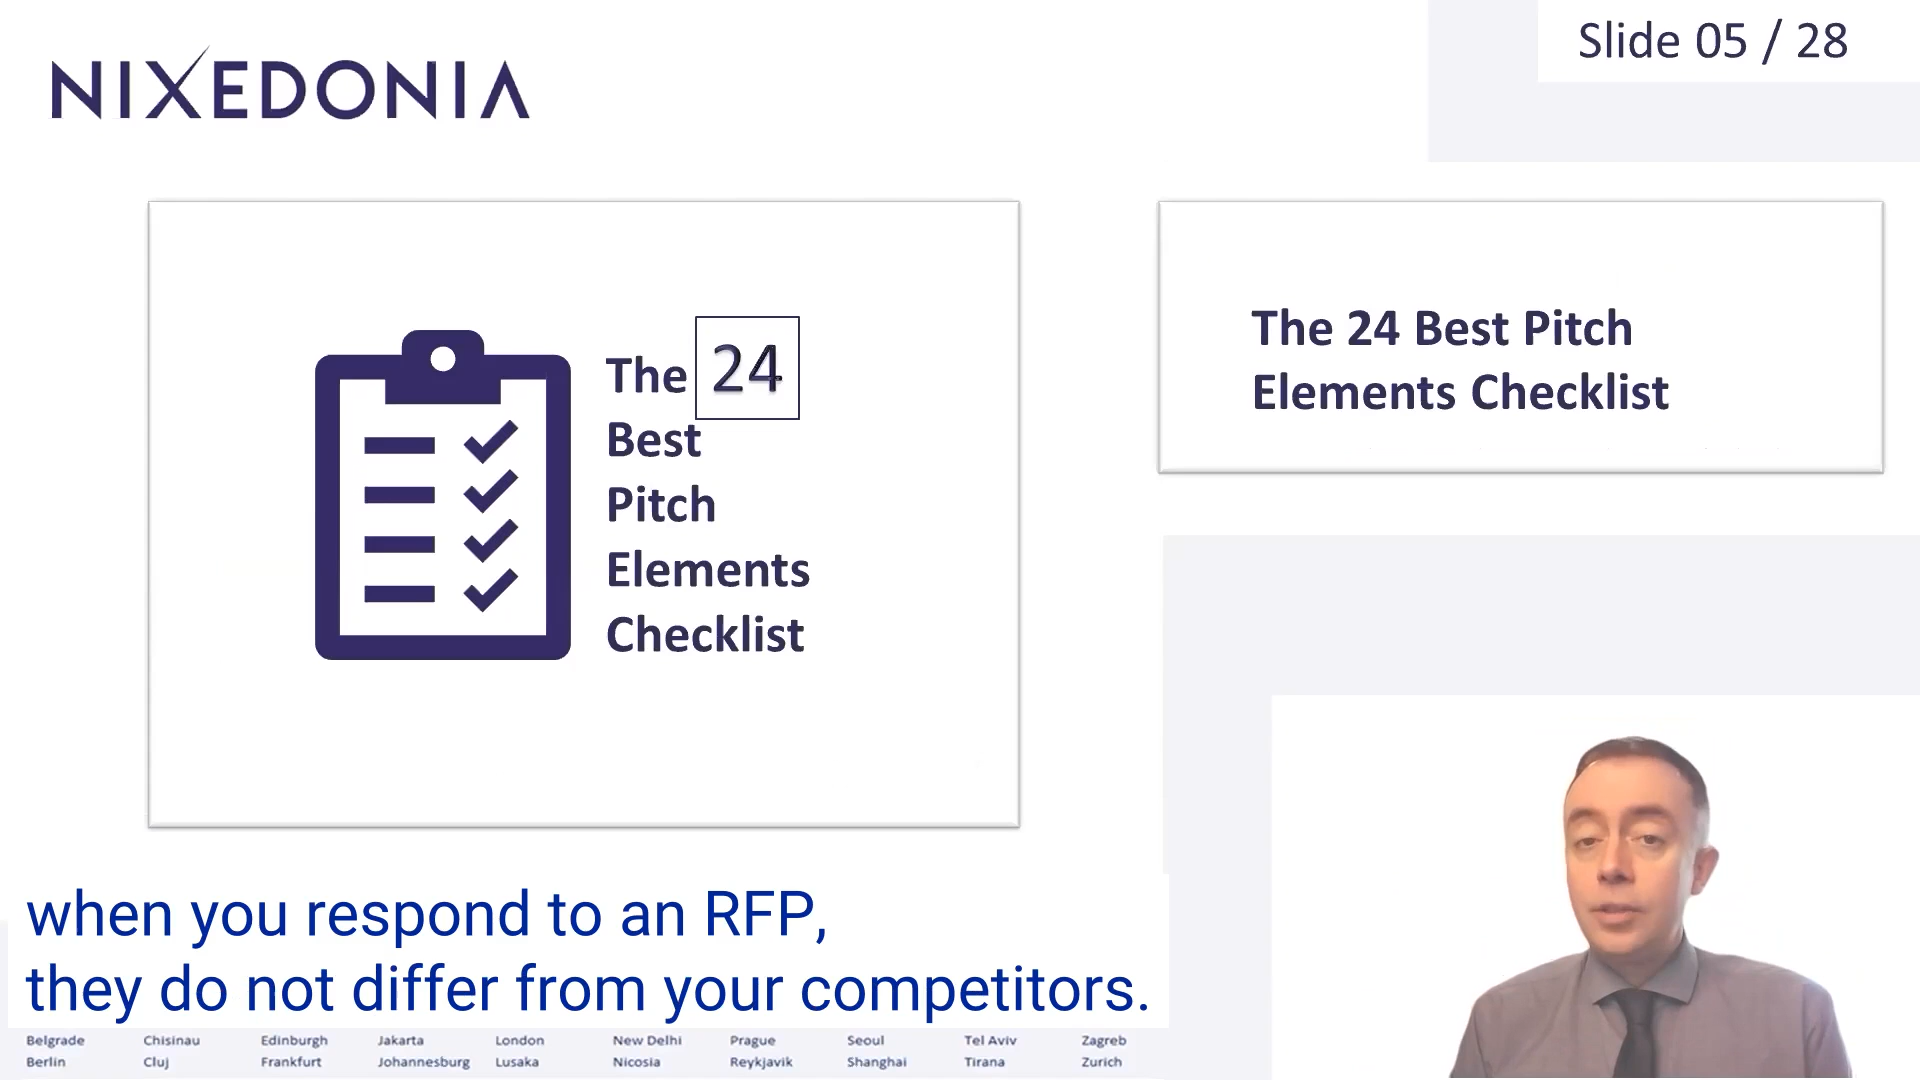 NIXEDONIA
Slide 05 / 28
The 24
Best
Pitch
Elements
Checklist
The 24 Best Pitch
Elements Checklist
when you respond to an RFP,
they do not differ from your competitors.
Belgrade Chisinau Edinburgh Jakarta London New Delhi Prague Seoul Tel Aviv Zagreb
Berlin Cluj Frankfurt Johannesburg Lusaka Nicosia Reykjavik Shanghai Tirana Zurich